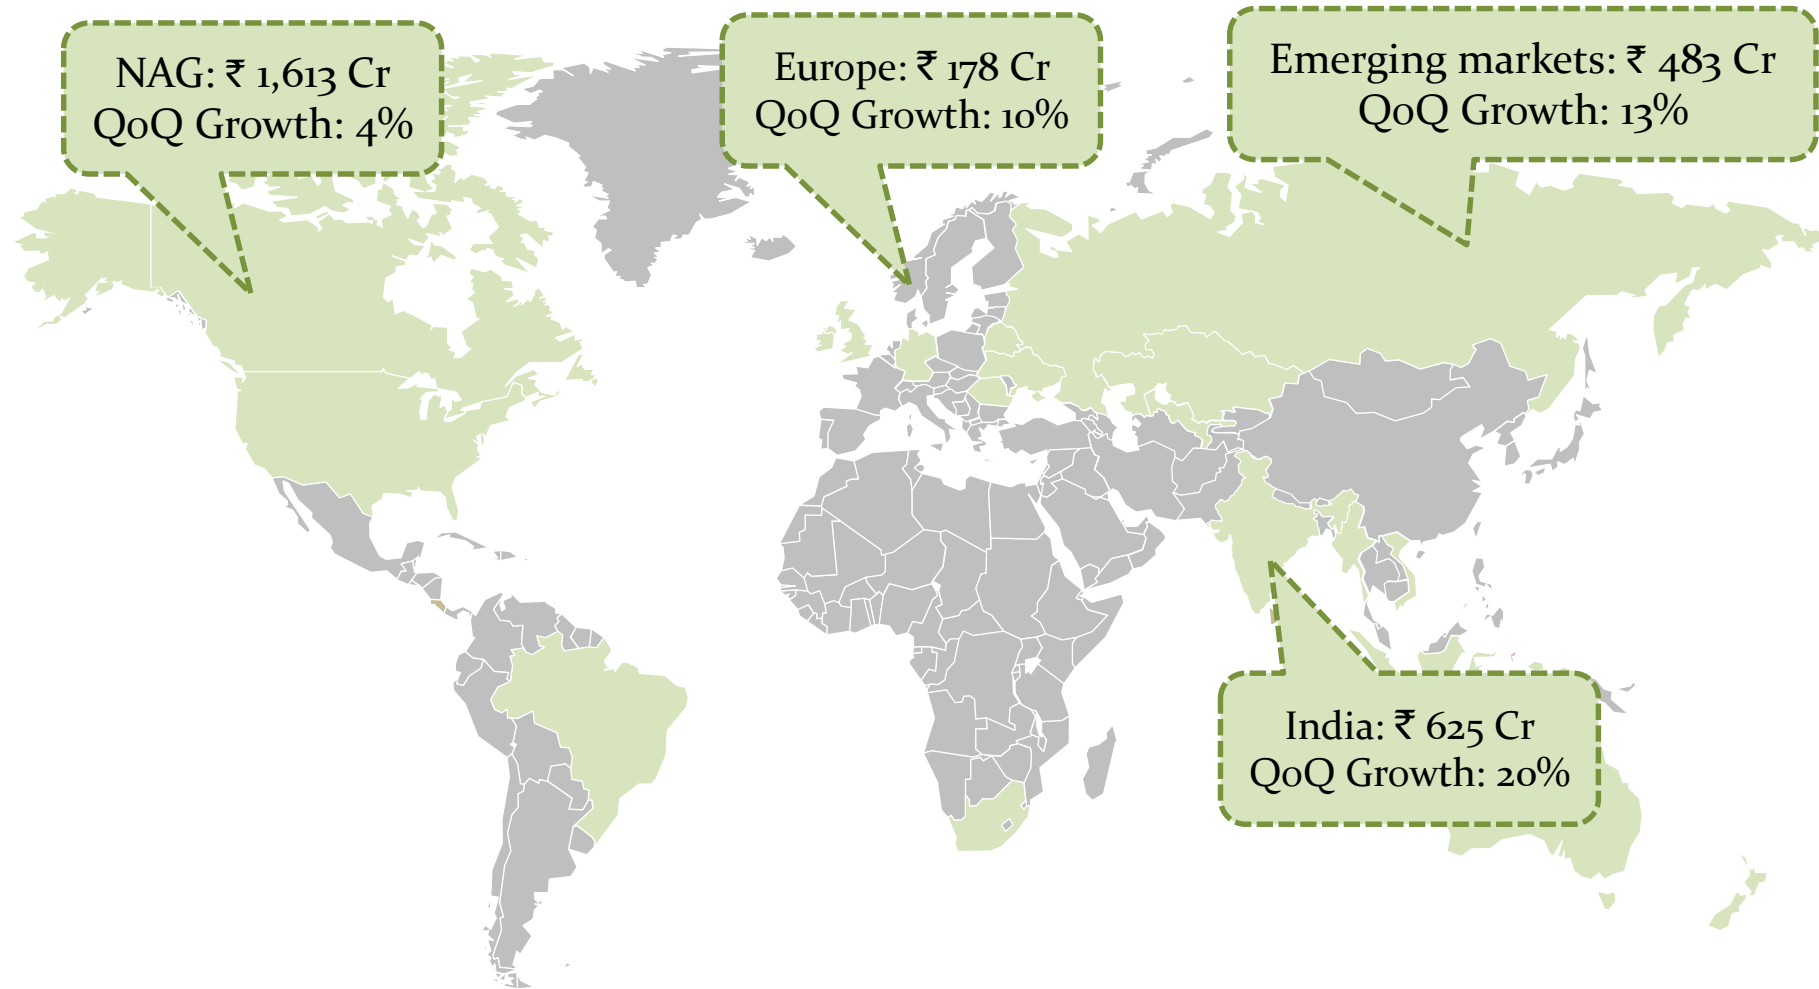 NAG: ₹ 1,613 Cr
QoQ Growth: 4%
Europe: ₹ 178 Cr
QoQ Growth: 10%
Emerging markets: ₹ 483 Cr
QoQ Growth: 13%
India: ₹ 625 Cr
QoQ Growth: 20%